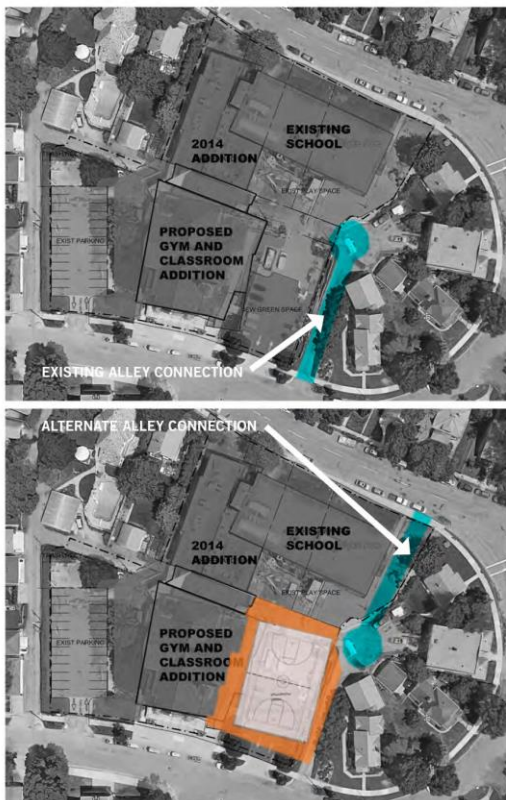 2014
ADDITION
EXISTING
SCHOOL
EXIST PLAY SPACE
PROPOSED
GYM AND
CLASSROOM
ADDITION
EXIST PARKING
NEW GREEN SPACE
EXISTING ALLEY CONNECTION
ALTERNATE ALLEY CONNECTION
2014
ADDITION
EXISTING
SCHOOL
EXIST PLAY SPACE
PROPOSED
GYM AND
CLASSROOM
ADDITION
EXIST PARKING